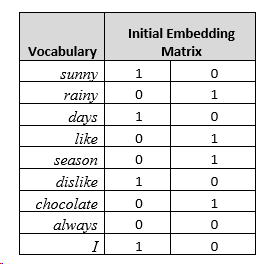 Vocabulary Initial Embedding Matrix
sunny 1 0
rainy 0 1
days 1 0
like 0 1
season 0 1
dislike 1 0
chocolate 0 1
always 0 0
I 1 0